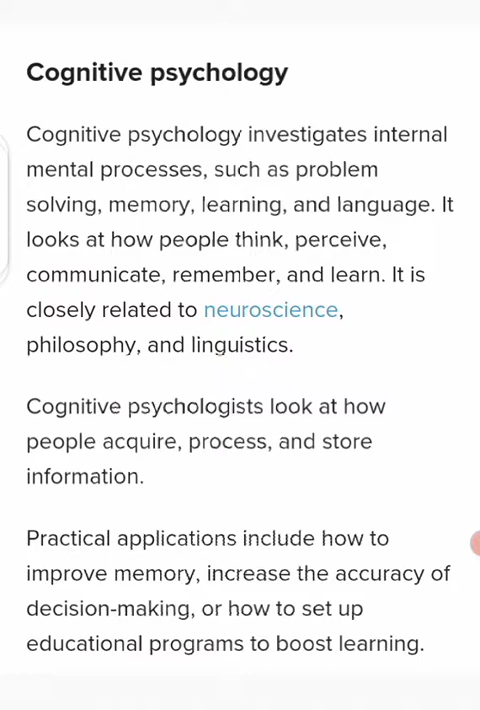 Cognitive psychology
Cognitive psychology investigates internal
mental processes, such as problem
solving, memory, learning, and language. It
looks at how people think, perceive,
communicate, remember, and learn. It is
closely related to neuroscience,
philosophy, and linguistics.
Cognitive psychologists look at how
people acquire, process, and store
information.
Practical applications include how to
improve memory, increase the accuracy of
decision-making, or how to set up
educational programs to boost learning.